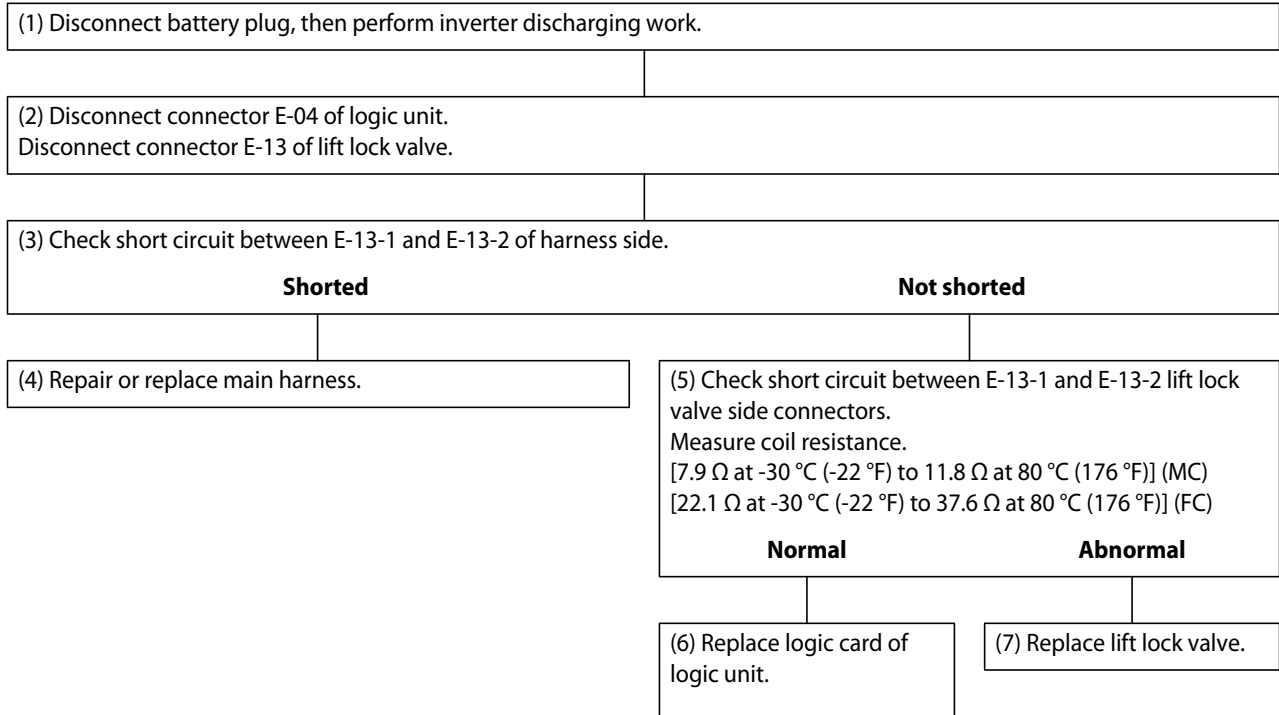 (1) Disconnect battery plug, then perform inverter discharging work.
(2) Disconnect connector E-04 of logic unit.
Disconnect connector E-13 of lift lock valve.
(3) Check short circuit between E-13-1 and E-13-2 of harness side.
Shorted
Not shorted
(4) Repair or replace main harness.
(5) Check short circuit between E-13-1 and E-13-2 lift lock
valve side connectors.
Measure coil resistance.
[7.9 Ω at -30 °C (-22 °F) to 11.8 Ω at 80 °C (176 °F)] (MC)
[22.1 Ω at -30 °C (-22 °F) to 37.6 Ω at 80 °C (176 °F)] (FC)
Normal
Abnormal
(6) Replace logic card of
logic unit.
(7) Replace lift lock valve.